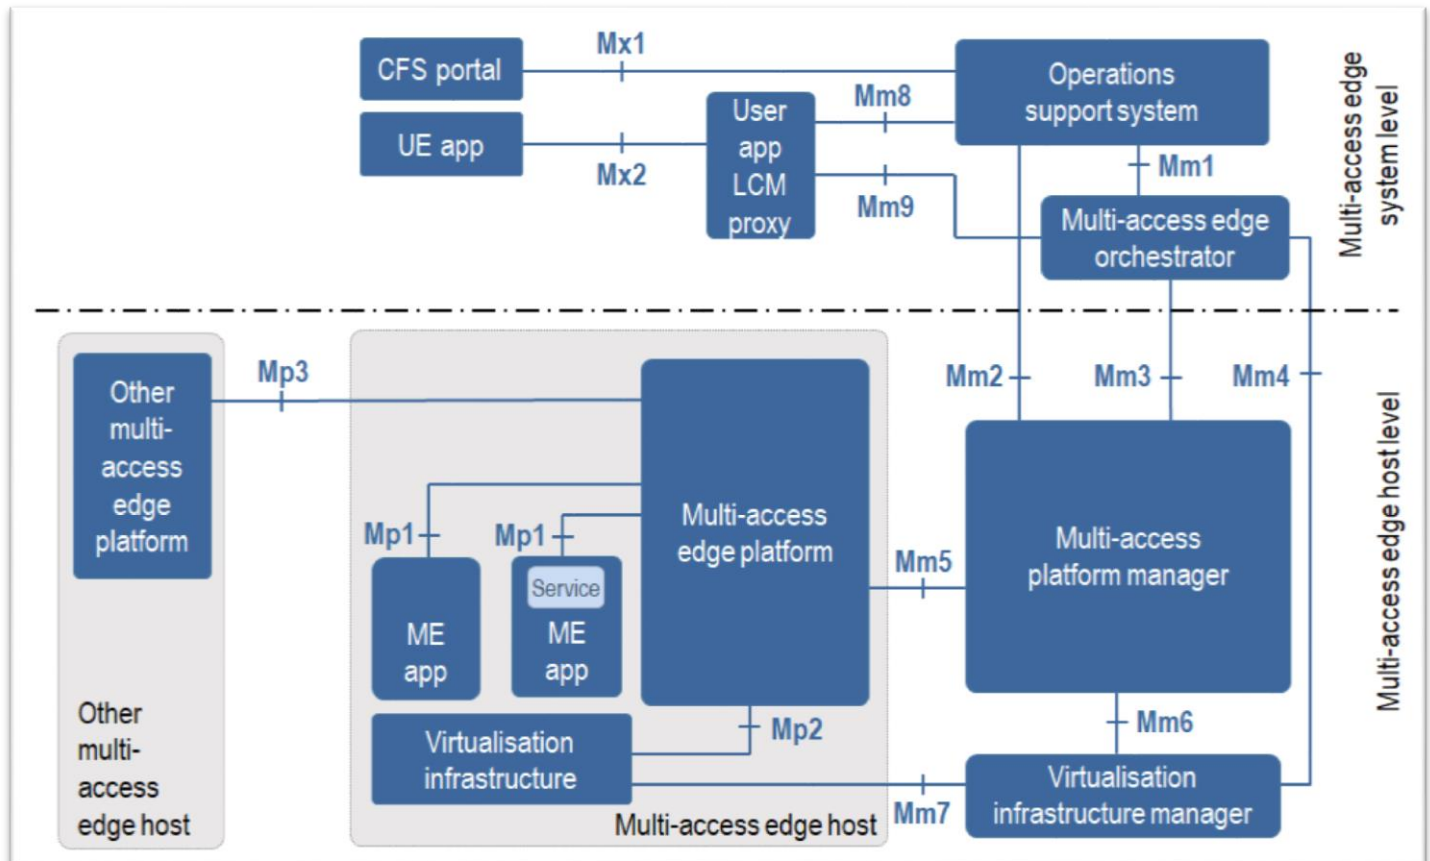 CFS portal
Mx1
Operations
support system
UE app
Mx2
User
app
LCM
proxy
Mm8
Mm9
Mm1
Multi-access edge
orchestrator
Multi-access edge
system level
Other
multi-
access
edge
platform
Mp3
Mm2
Mm3
Mm4
Multi-access
edge platform
Mp1
Mp1
Service
ME
app
ME
app
Mm5
Multi-access
platform manager
Multi-access edge host level
Other
multi-
access
edge host
Virtualisation
infrastructure
Mp2
Mm6
Mm7
Virtualisation
infrastructure manager
Multi-access edge host